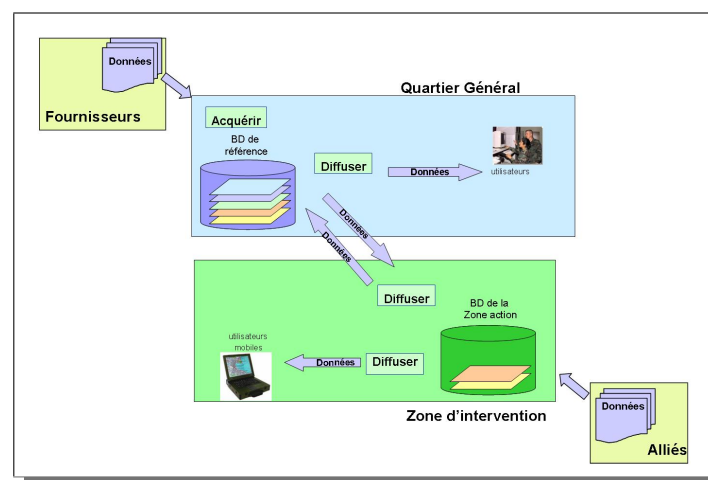 Données
Fournisseurs
Quartier Général
Acquérir
BD de
référence
Diffuser
Données
utilisateurs
Données
Données
Diffuser
BD de la
Zone action
utilisateurs
mobiles
Données
Diffuser
Zone d'intervention
Données
Alliés